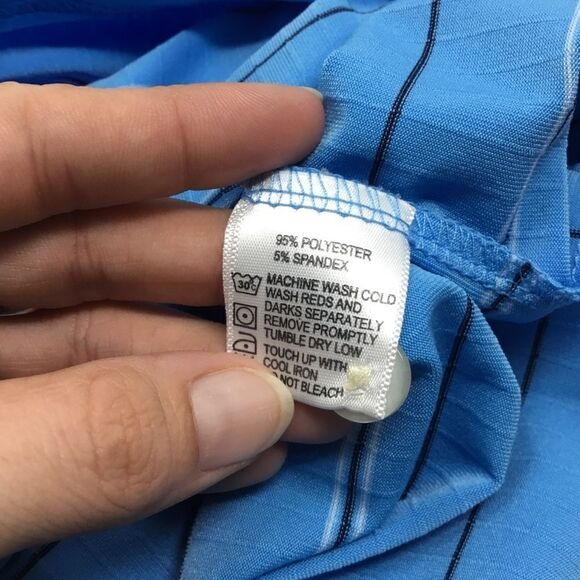 95% POLYESTER
5% SPANDEX
30c
MACHINE WASH COLD
WASH REDS AND
DARKS SEPARATELY
REMOVE PROMPTLY
TUMBLE DRY LOW
TOUCH UP WITH
COOL IRON
NOT BLEACH